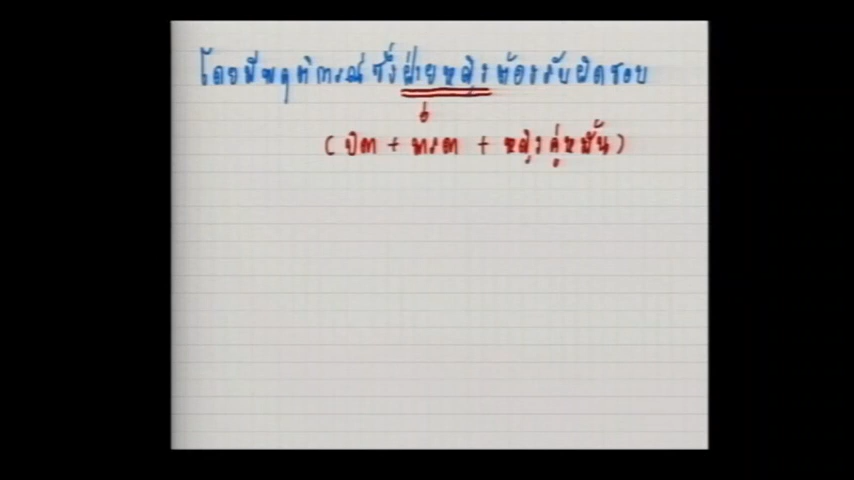 โดยมีพฤติการณ์ซึ่งฝ่ายหญิงต้องรับผิดชอบ
(บิดา + มารดา + หญิงคู่หมั้น)